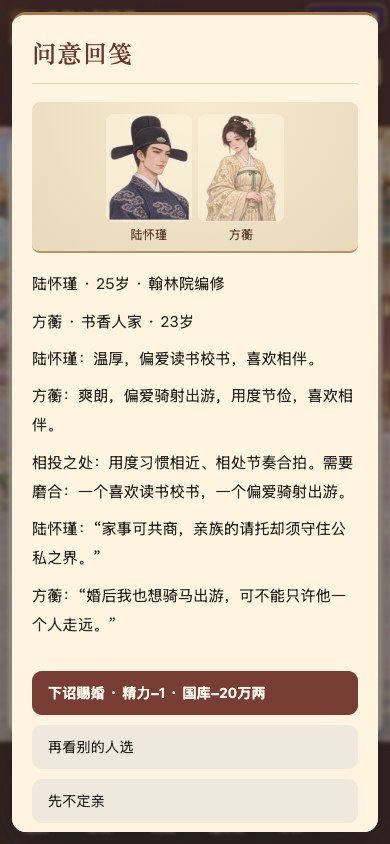 问意回笺
陆怀瑾
方蘅
陆怀瑾 · 25岁 · 翰林院编修
方蘅 · 书香人家 · 23岁
陆怀瑾：温厚，偏爱读书校书，喜欢相伴。
方蘅：爽朗，偏爱骑射出游，用度节俭，喜欢相
伴。
相投之处：用度习惯相近、相处节奏合拍。需要
磨合：一个喜欢读书校书，一个偏爱骑射出游。
陆怀瑾：“家事可共商，亲族的请托却须守住公
私之界。”
方蘅：“婚后我也想骑马出游，可不能只许他一
个人走远。”
下诏赐婚 · 精力−1 · 国库−20万两
再看别的人选
先不定亲